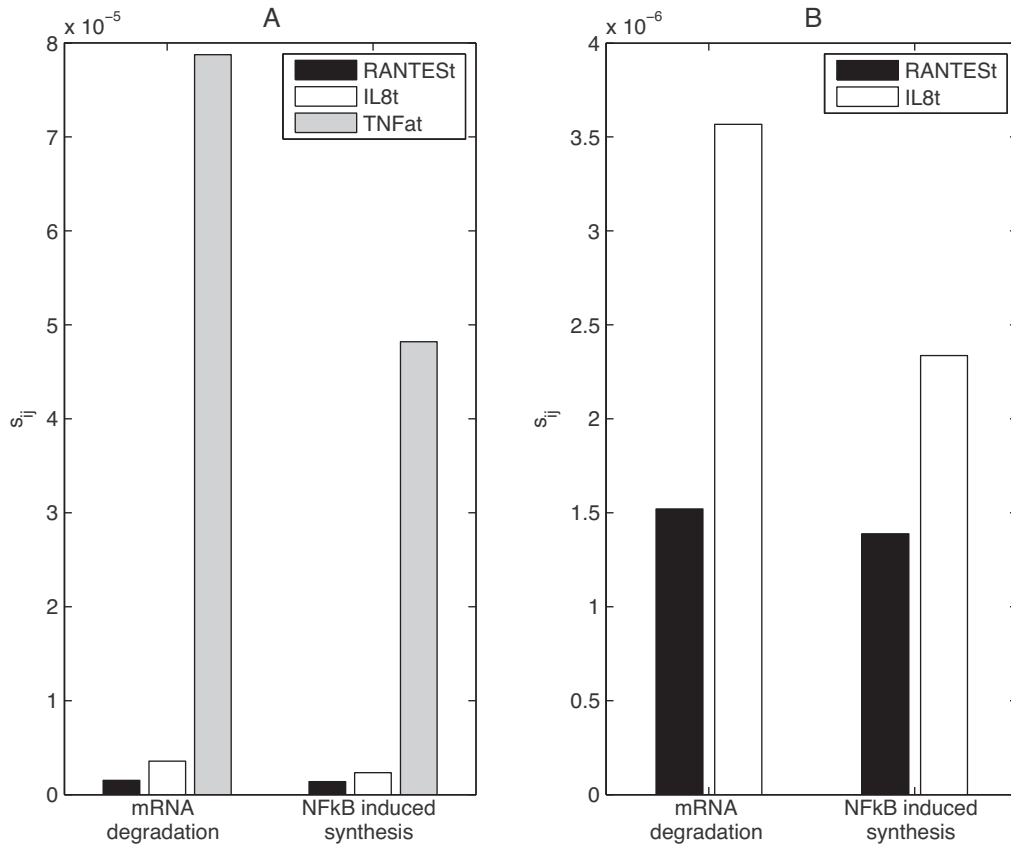 A
x 10⁻⁵
8
7
6
5
4
3
2
1
0
s_ij
RANTESt
IL8t
TNFat
mRNA
degradation
NFkB induced
synthesis
B
x 10⁻⁶
4
3.5
3
2.5
2
1.5
1
0.5
0
s_ij
RANTESt
IL8t
mRNA
degradation
NFkB induced
synthesis